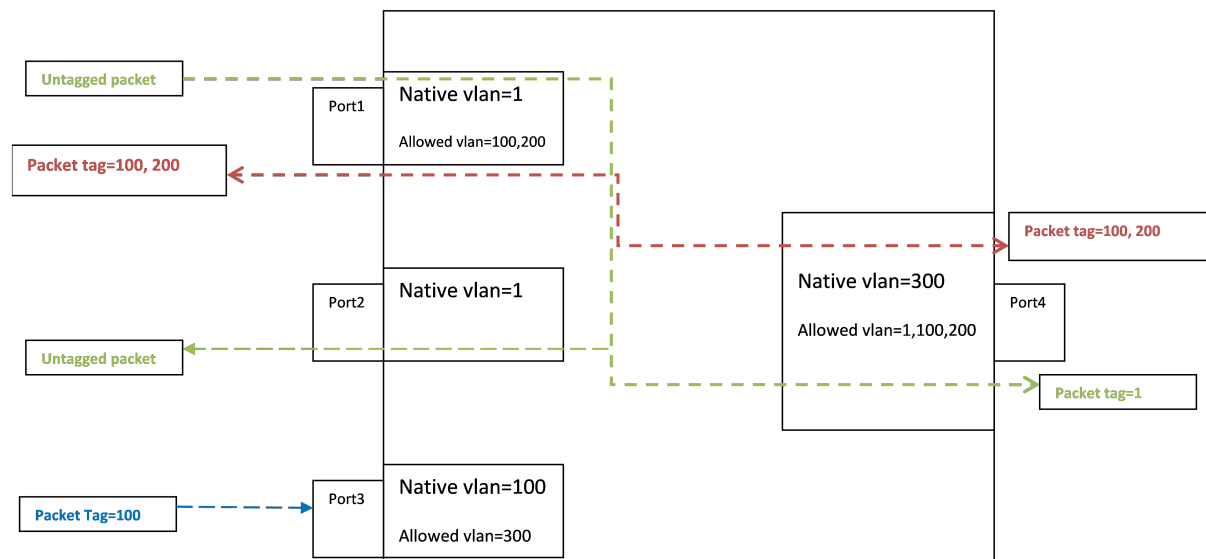 Untagged packet
Port1
Native vlan=1
Allowed vlan=100,200
Packet tag=100, 200
Packet tag=100, 200
Port2
Native vlan=1
Native vlan=300
Allowed vlan=1,100,200
Port4
Untagged packet
Packet tag=1
Packet Tag=100
Port3
Native vlan=100
Allowed vlan=300